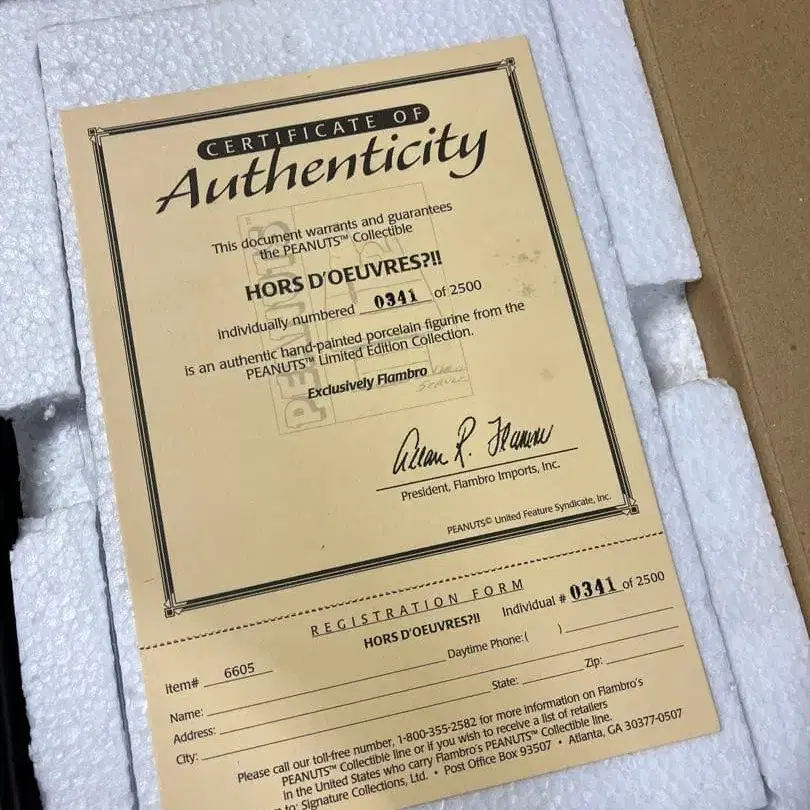 CERTIFICATE OF
Authenticity
This document warrants and guarantees
the PEANUTS™ Collectible
HORS D'OEUVRES?!!
individually numbered 0341 of 2500
is an authentic hand-painted porcelain figurine from the
PEANUTS™ Limited Edition Collection.
Exclusively Flambro
PEANUTS™
President, Flambro Imports, Inc.
PEANUTS© United Feature Syndicate, Inc.
REGISTRATION FORM
HORS D'OEUVRES?!! Individual # 0341 of 2500
Item# 6605
Name: Daytime Phone: ( )
Address:
City: State: Zip:
Please call our toll-free number, 1-800-355-2582 for more information on Flambro's
PEANUTS™ Collectible line or if you wish to receive a list of retailers
in the United States who carry Flambro's PEANUTS™ Collectible line.
to: Signature Collections, Ltd. • Post Office Box 93507 • Atlanta, GA 30377-0507